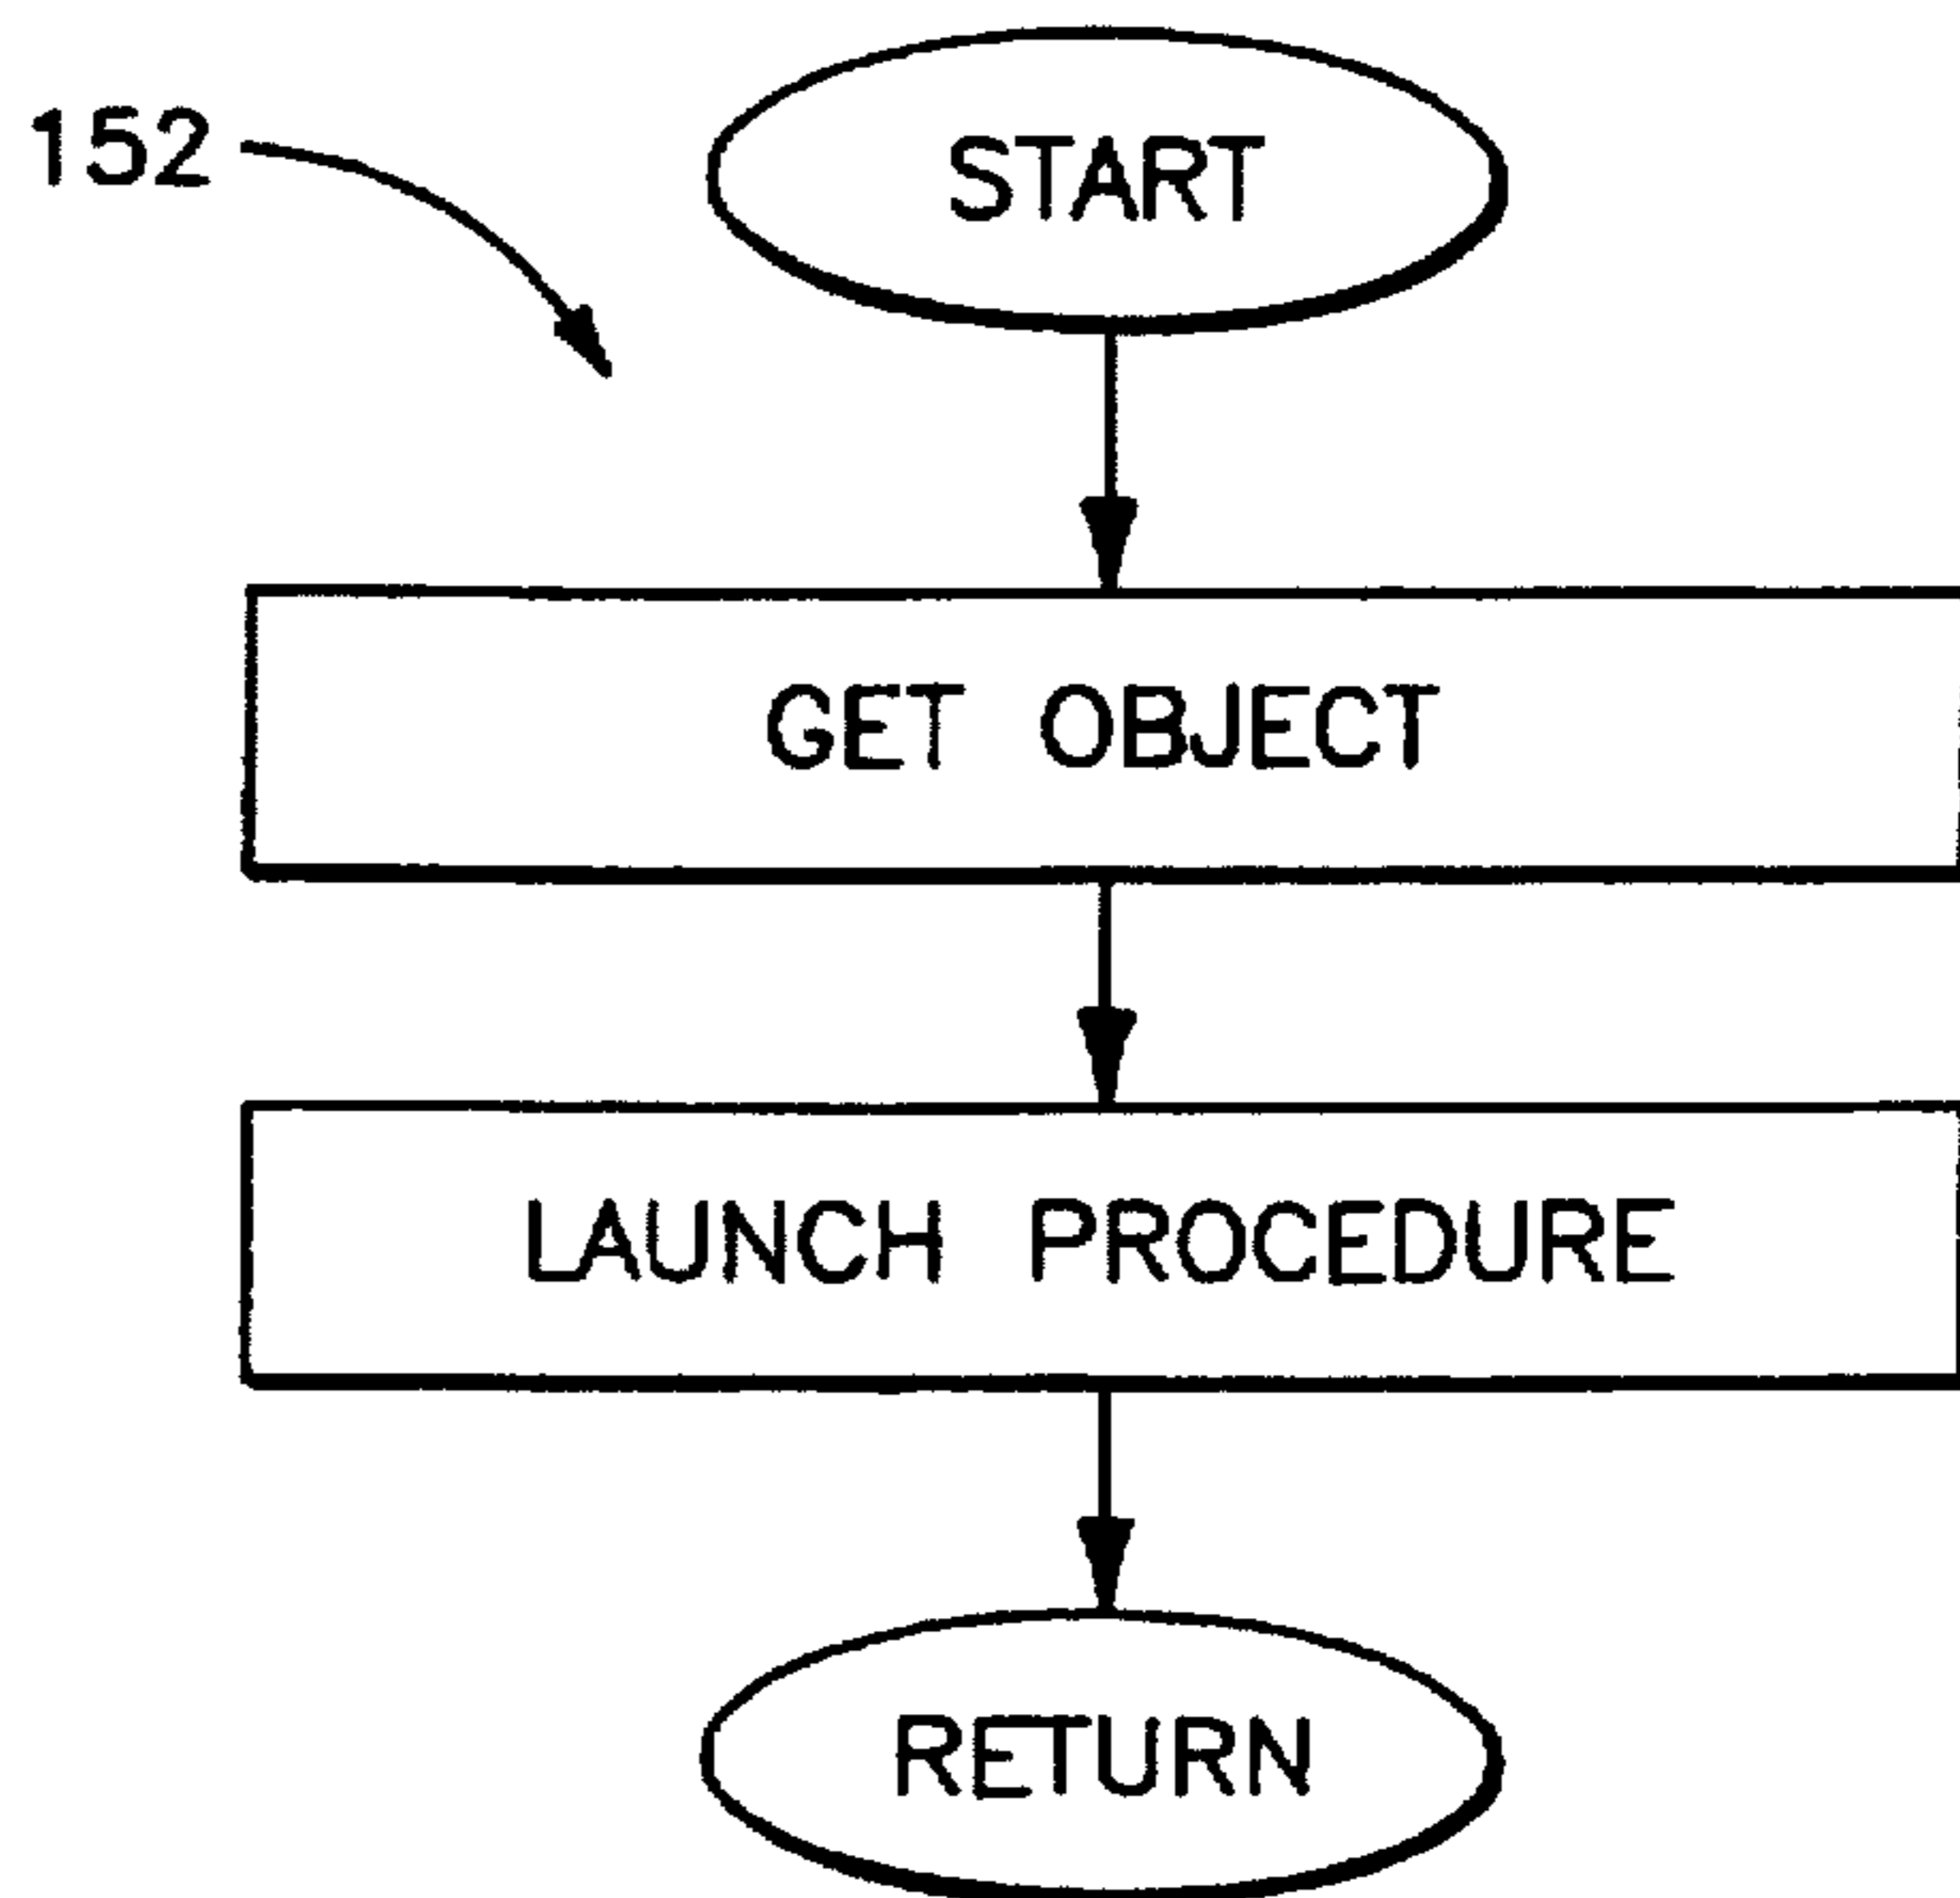 152
START
GET OBJECT
LAUNCH PROCEDURE
RETURN